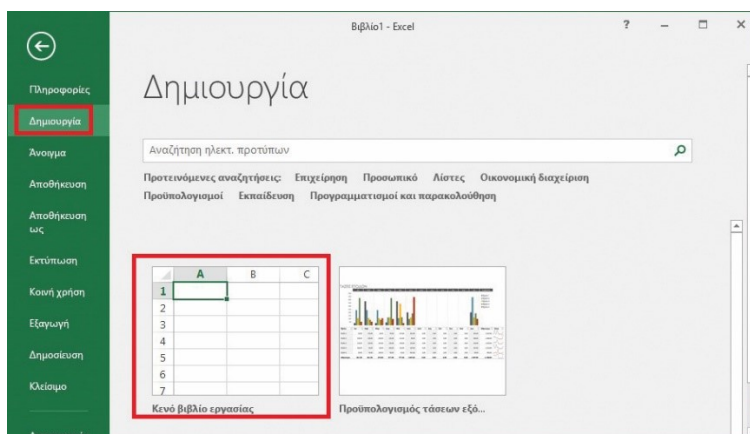 Βιβλίο1 - Excel
?
Πληροφορίες
Δημιουργία
Άνοιγμα
Αποθήκευση
Αποθήκευση
ως
Εκτύπωση
Κοινή χρήση
Εξαγωγή
Δημοσίευση
Κλείσιμο
Δημιουργία
Αναζήτηση ηλεκτ. προτύπων
Προτεινόμενες αναζητήσεις: Επιχείρηση Προσωπικό Λίστες Οικονομική διαχείριση
Προϋπολογισμοί Εκπαίδευση Προγραμματισμοί και παρακολούθηση
A B C
1
2
3
4
5
6
7
Κενό βιβλίο εργασίας
Προϋπολογισμός τάσεων εξό...